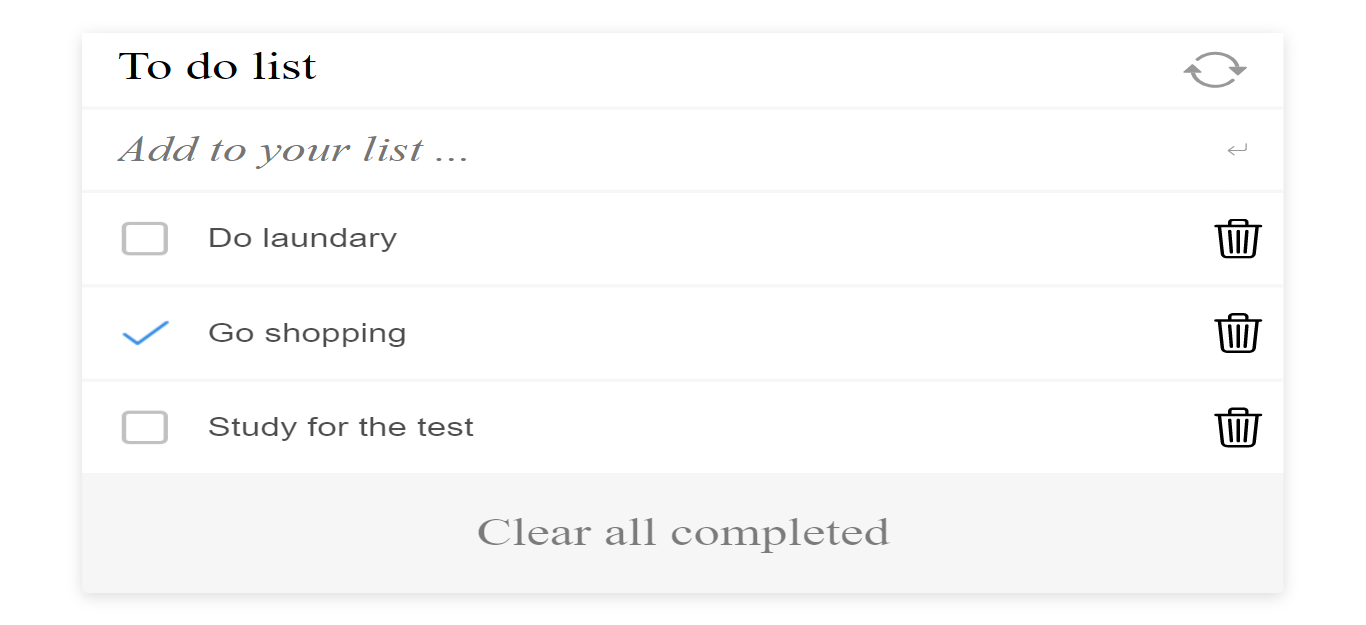 To do list
Add to your list ...
Do laundary
Go shopping
Study for the test
Clear all completed